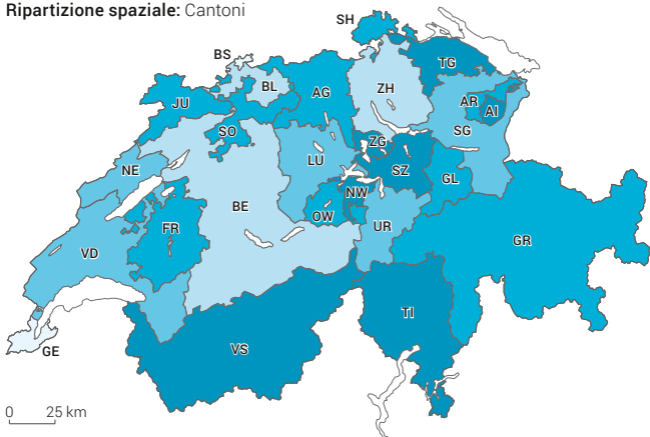 Ripartizione spaziale: Cantoni
SH
BS
TG
BL
ZH
JU
AG
AR
AI
SO
SG
ZG
LU
NE
SZ
GL
NW
BE
OW
FR
UR
GR
VD
TI
VS
GE
0 25 km